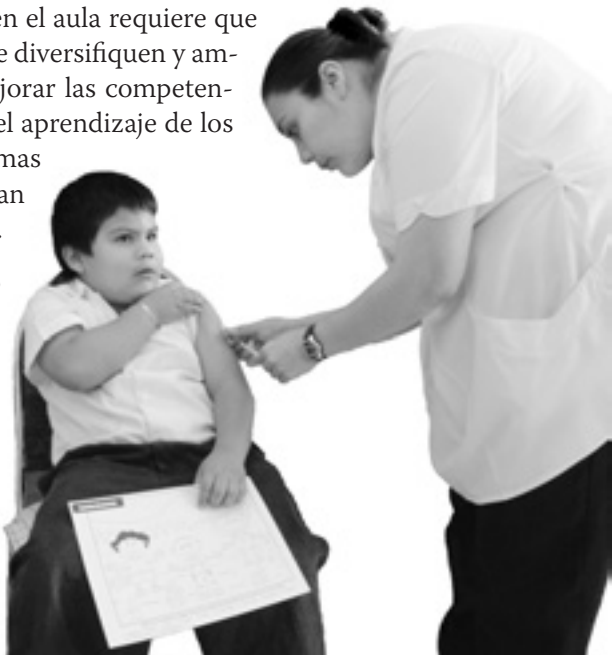 en el aula requiere que
e diversifiquen y am-
jorar las competen-
el aprendizaje de los
mas
an